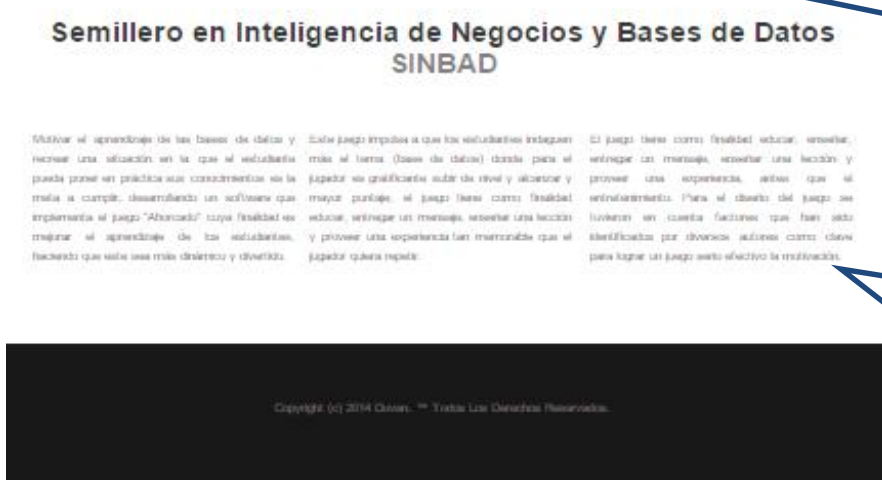 Semillero en Inteligencia de Negocios y Bases de Datos
SINBAD
Motivar el aprendizaje de las bases de datos y
recrear una situación en la que el estudiante
pueda poner en práctica sus conocimientos es la
meta a cumplir, desarrollando un software que
implementa el juego "Ahorcado" cuya finalidad es
mejorar el aprendizaje de los estudiantes,
haciendo que este sea más dinámico y divertido.
Este juego impulsa a que los estudiantes indaguen
más el tema (base de datos) donde para el
jugador es gratificante subir de nivel y alcanzar y
mayor puntaje, el juego tiene como finalidad
educar, entregar un mensaje, enseñar una lección
y proveer una experiencia tan memorable que el
jugador quiera repetir.
El juego tiene como finalidad educar, enseñar,
entregar un mensaje, enseñar una lección y
proveer una experiencia, antes que el
entretenimiento. Para el diseño del juego se
tuvieron en cuenta factores que han sido
identificados por diversos autores como clave
para lograr un juego serio efectivo la motivación.
Copyright (c) 2014 ™ Todos Los Derechos Reservados.